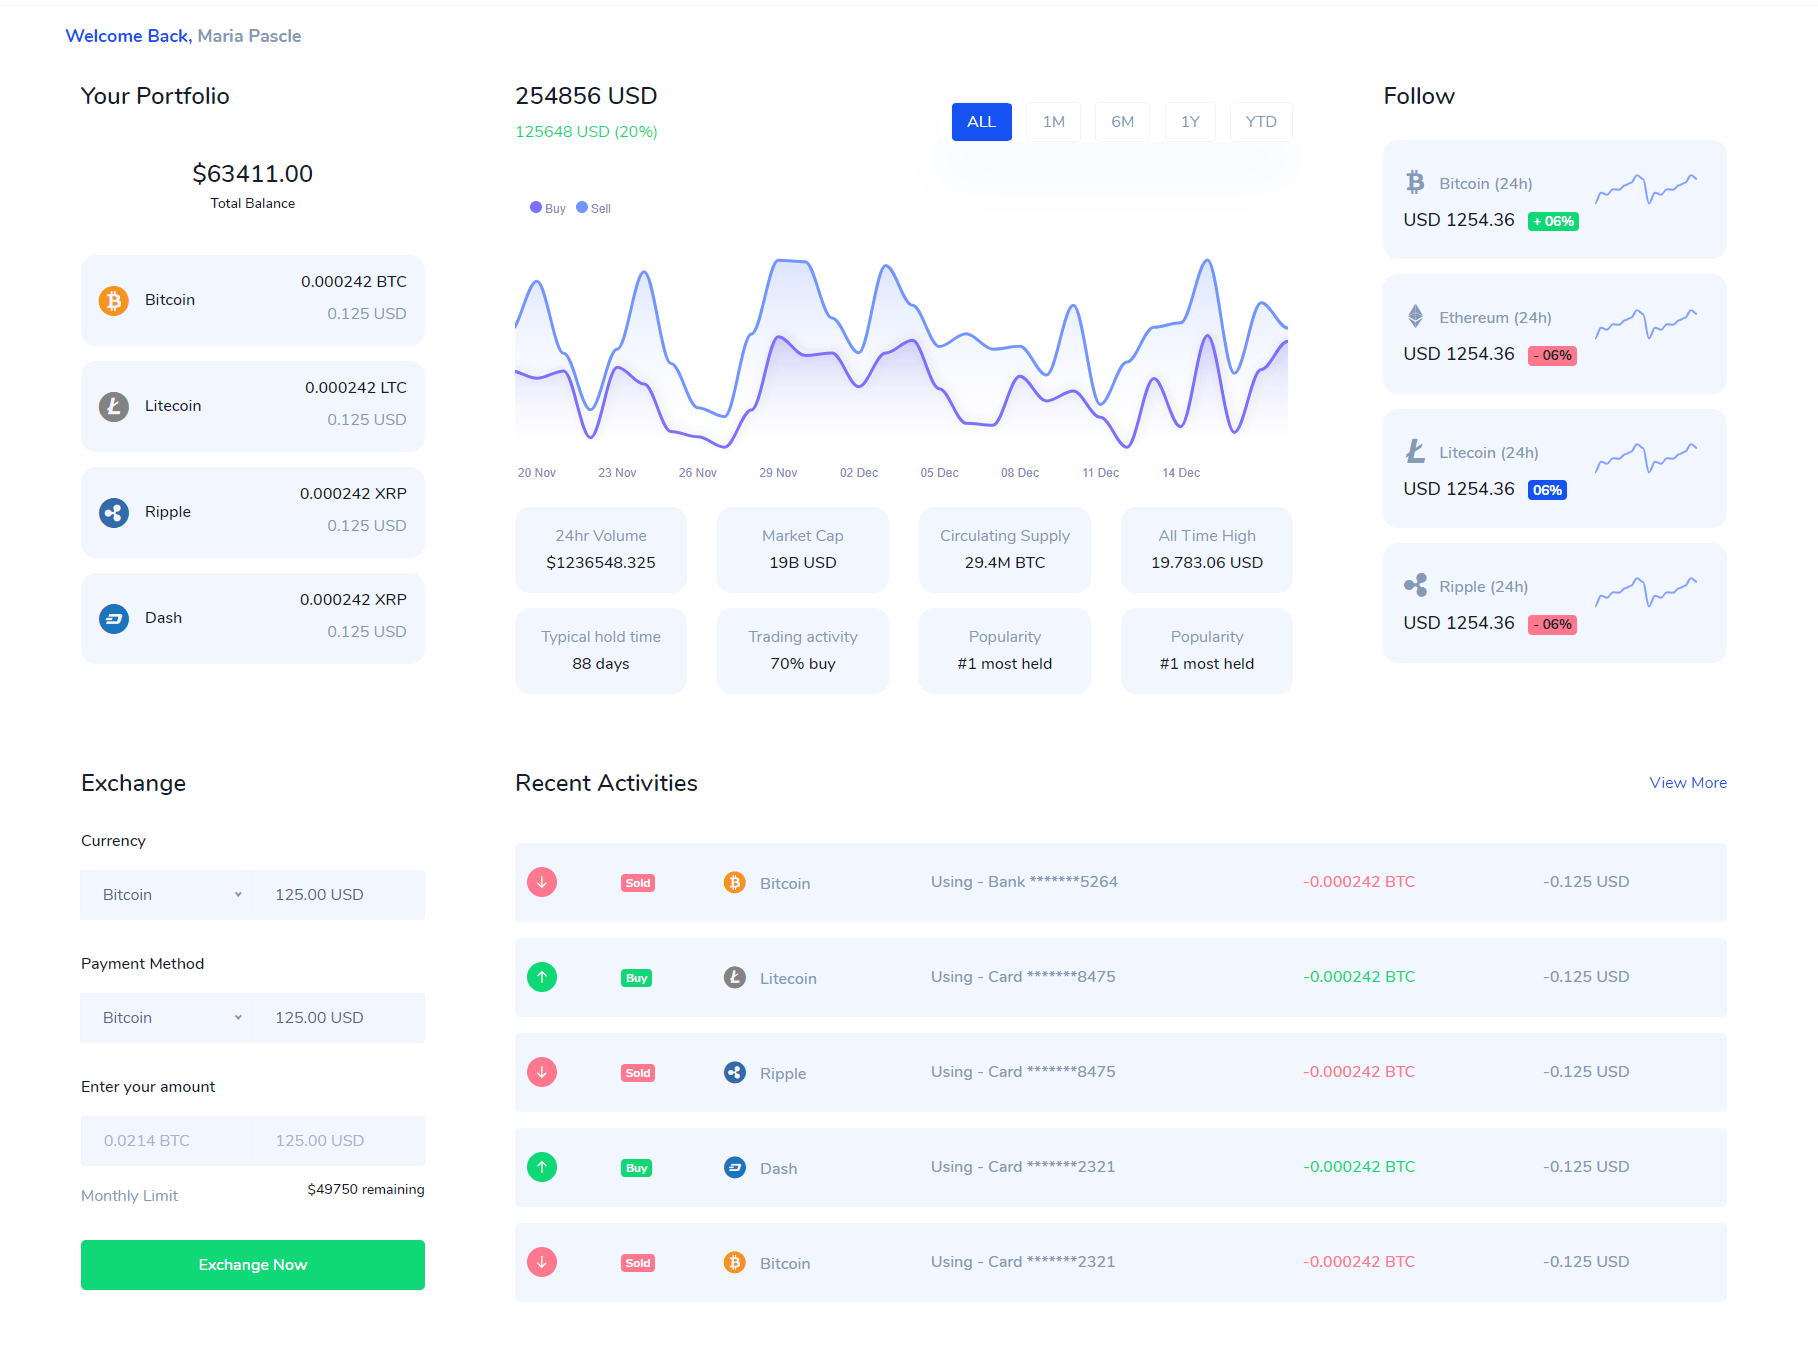 Welcome Back, Maria Pascle
Your Portfolio
$63411.00
Total Balance
Bitcoin
0.000242 BTC
0.125 USD
Litecoin
0.000242 LTC
0.125 USD
Ripple
0.000242 XRP
0.125 USD
Dash
0.000242 XRP
0.125 USD
254856 USD
125648 USD (20%)
ALL 1M 6M 1Y YTD
Buy Sell
20 Nov 23 Nov 26 Nov 29 Nov 02 Dec 05 Dec 08 Dec 11 Dec 14 Dec
24hr Volume
$1236548.325
Market Cap
19B USD
Circulating Supply
29.4M BTC
All Time High
19.783.06 USD
Typical hold time
88 days
Trading activity
70% buy
Popularity
#1 most held
Popularity
#1 most held
Follow
Bitcoin (24h)
USD 1254.36 + 06%
Ethereum (24h)
USD 1254.36 - 06%
Litecoin (24h)
USD 1254.36 06%
Ripple (24h)
USD 1254.36 - 06%
Exchange
Currency
Bitcoin 125.00 USD
Payment Method
Bitcoin 125.00 USD
Enter your amount
0.0214 BTC 125.00 USD
Monthly Limit $49750 remaining
Exchange Now
Recent Activities
View More
Sold Bitcoin Using - Bank *******5264 -0.000242 BTC -0.125 USD
Buy Litecoin Using - Card *******8475 -0.000242 BTC -0.125 USD
Sold Ripple Using - Card *******8475 -0.000242 BTC -0.125 USD
Buy Dash Using - Card *******2321 -0.000242 BTC -0.125 USD
Sold Bitcoin Using - Card *******2321 -0.000242 BTC -0.125 USD